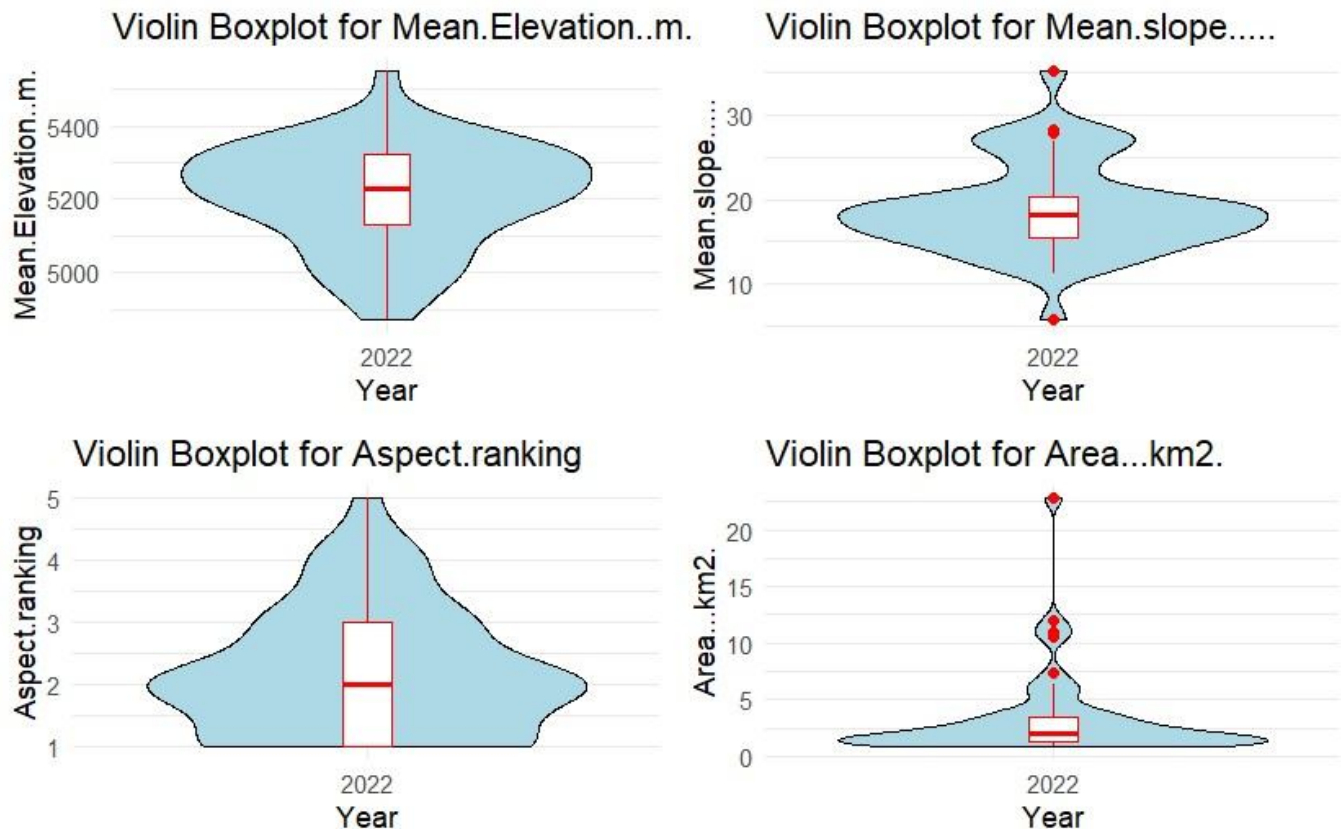 Violin Boxplot for Mean.Elevation..m.
Mean.Elevation..m.
5400
5200
5000
2022
Year
Violin Boxplot for Mean.slope.....
Mean.slope.....
30
20
10
2022
Year
Violin Boxplot for Aspect.ranking
Aspect.ranking
5
4
3
2
1
2022
Year
Violin Boxplot for Area...km2.
Area...km2.
20
15
10
5
0
2022
Year